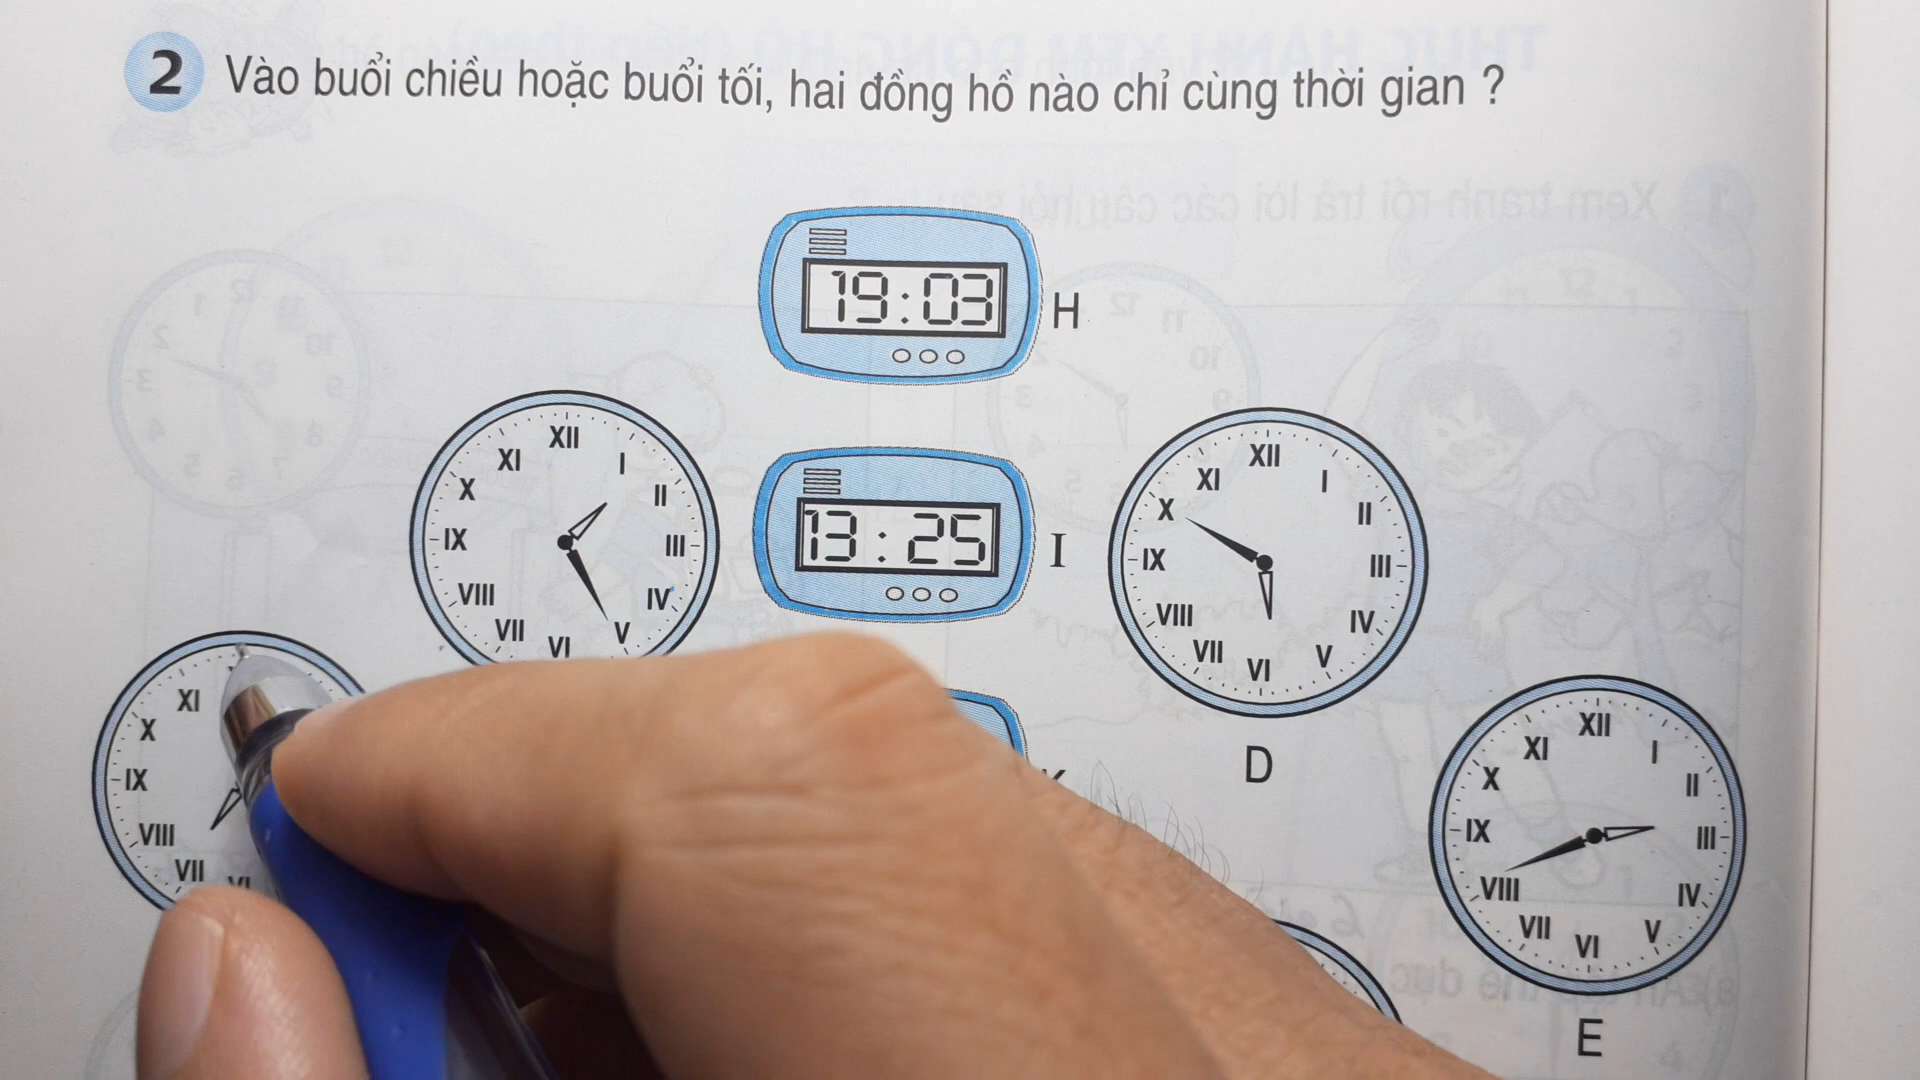 2 Vào buổi chiều hoặc buổi tối, hai đồng hồ nào chỉ cùng thời gian ?
19:03
H
XII
XI I
X II
IX III
VIII IV
VII V
VI
13:25
I
XII
XI I
X II
IX III
VIII IV
VII V
VI
D
XI
X
IX
VIII
VII
VI
XII
XI I
X II
IX III
VIII IV
VII V
VI
E